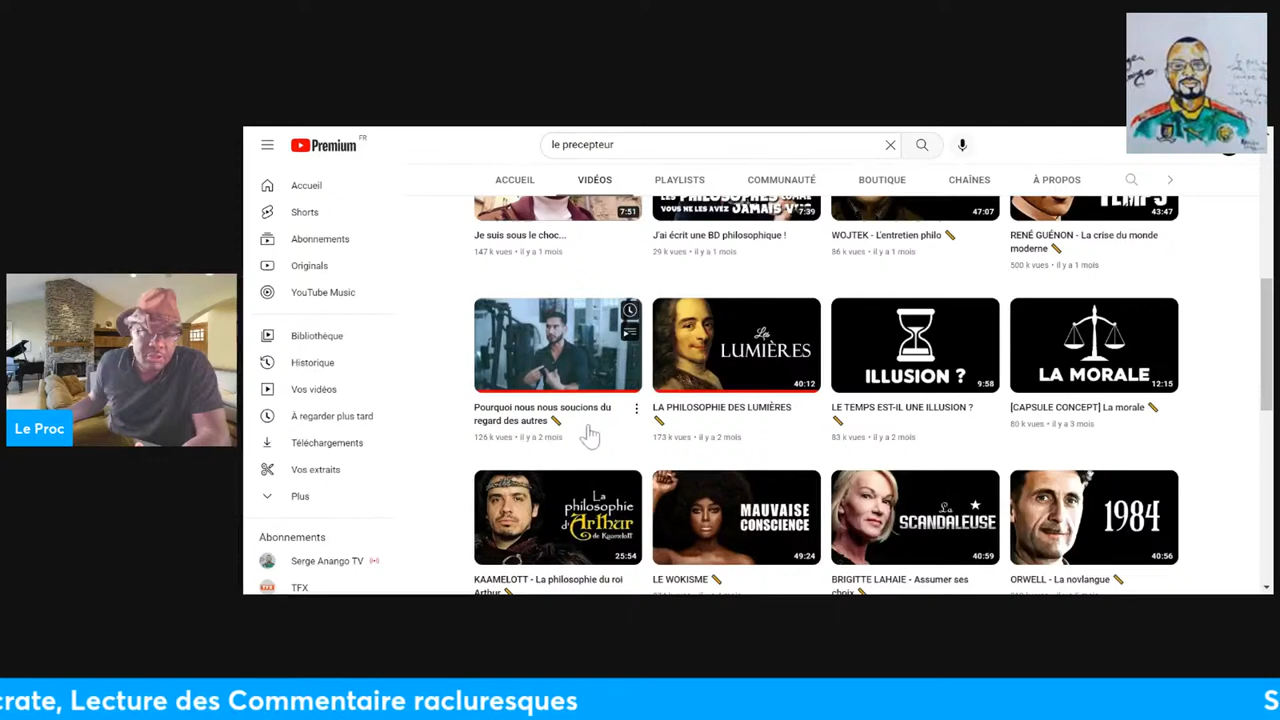 Premium FR
le precepteur
ACCUEIL VIDÉOS PLAYLISTS COMMUNAUTÉ BOUTIQUE CHAÎNES À PROPOS
Accueil
Shorts
Abonnements
Originals
YouTube Music
Bibliothèque
Historique
Vos vidéos
À regarder plus tard
Téléchargements
Vos extraits
Plus
Abonnements
Serge Anango TV
TFX
7:51
Je suis sous le choc...
147 k vues • il y a 1 mois
VOUS NE LES AVEZ JAMAIS VUS
7:39
J'ai écrit une BD philosophique !
29 k vues • il y a 1 mois
47:07
WOJTEK - L'entretien philo
86 k vues • il y a 1 mois
TEMPS
43:47
RENÉ GUÉNON - La crise du monde
moderne
500 k vues • il y a 1 mois
Pourquoi nous nous soucions du
regard des autres
126 k vues • il y a 2 mois
Les
LUMIÈRES
40:12
LA PHILOSOPHIE DES LUMIÈRES
173 k vues • il y a 2 mois
ILLUSION ?
9:58
LE TEMPS EST-IL UNE ILLUSION ?
83 k vues • il y a 2 mois
LA MORALE
12:15
[CAPSULE CONCEPT] La morale
80 k vues • il y a 3 mois
La
philosophie
d'Arthur
de Kaamelott
25:54
KAAMELOTT - La philosophie du roi
Arthur
MAUVAISE
CONSCIENCE
49:24
LE WOKISME
La
SCANDALEUSE
40:59
BRIGITTE LAHAIE - Assumer ses
choix
1984
40:56
ORWELL - La novlangue
Le Proc
crate, Lecture des Commentaire racluresques
S